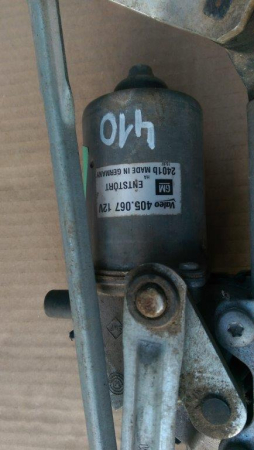 410
Valeo 405.067 12V
GM ENTSTÖRT
2401b MADE IN GERMANY